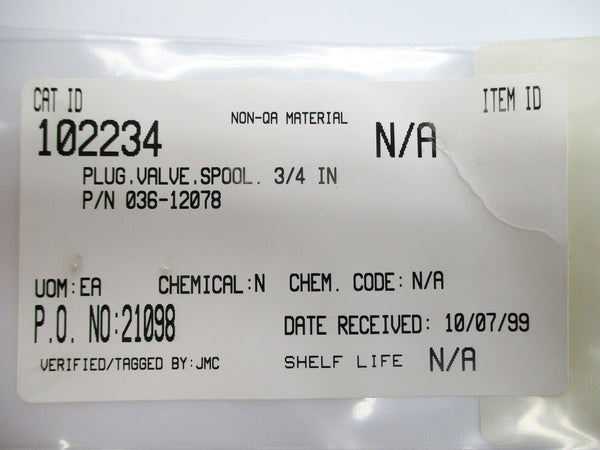 CAT ID ITEM ID
NON-QA MATERIAL
102234 N/A
PLUG,VALVE,SPOOL. 3/4 IN
P/N 036-12078
UOM:EA CHEMICAL:N CHEM. CODE: N/A
P.O. NO:21098 DATE RECEIVED: 10/07/99
VERIFIED/TAGGED BY:JMC SHELF LIFE N/A